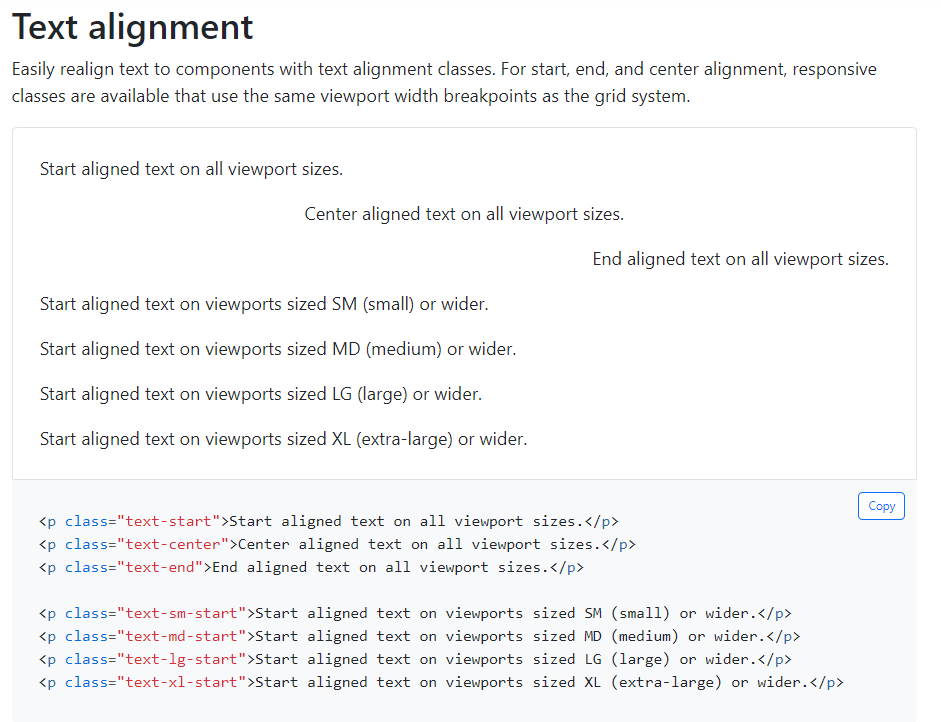 Text alignment
Easily realign text to components with text alignment classes. For start, end, and center alignment, responsive
classes are available that use the same viewport width breakpoints as the grid system.
Start aligned text on all viewport sizes.
Center aligned text on all viewport sizes.
End aligned text on all viewport sizes.
Start aligned text on viewports sized SM (small) or wider.
Start aligned text on viewports sized MD (medium) or wider.
Start aligned text on viewports sized LG (large) or wider.
Start aligned text on viewports sized XL (extra-large) or wider.
Copy
<p class="text-start">Start aligned text on all viewport sizes.</p>
<p class="text-center">Center aligned text on all viewport sizes.</p>
<p class="text-end">End aligned text on all viewport sizes.</p>
<p class="text-sm-start">Start aligned text on viewports sized SM (small) or wider.</p>
<p class="text-md-start">Start aligned text on viewports sized MD (medium) or wider.</p>
<p class="text-lg-start">Start aligned text on viewports sized LG (large) or wider.</p>
<p class="text-xl-start">Start aligned text on viewports sized XL (extra-large) or wider.</p>